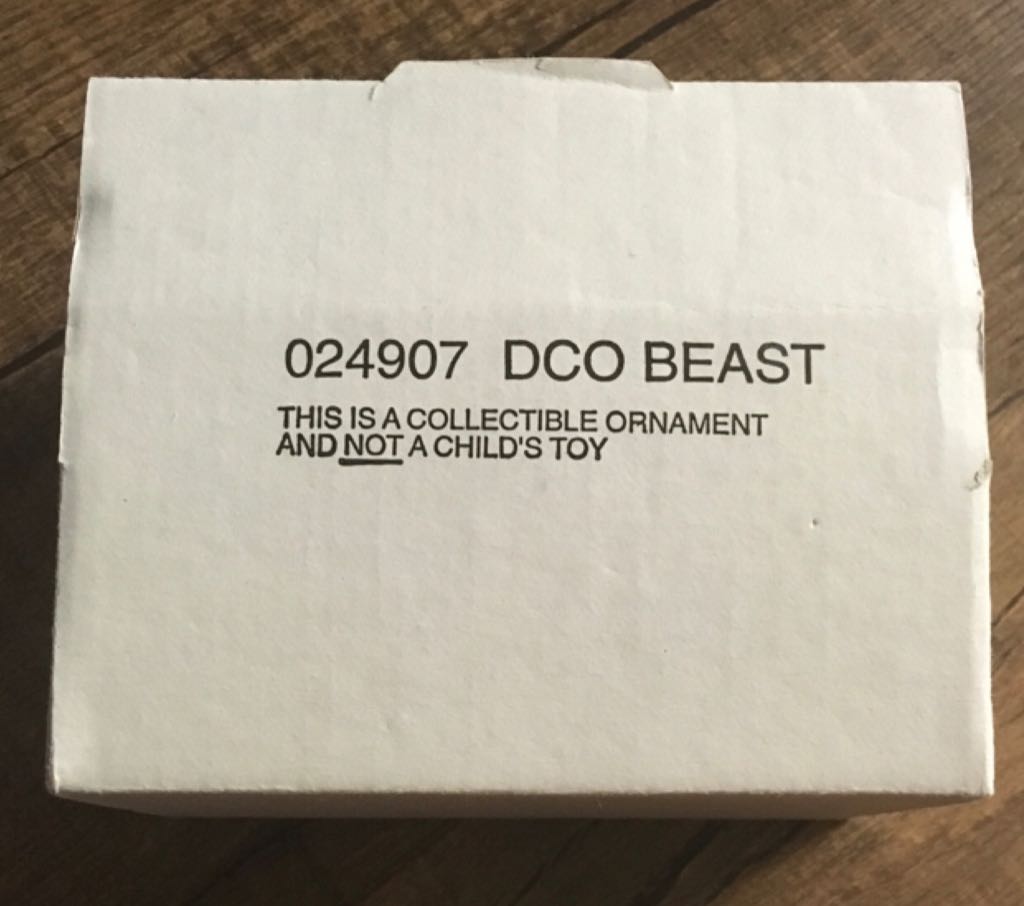 024907 DCO BEAST
THIS IS A COLLECTIBLE ORNAMENT
AND NOT A CHILD'S TOY